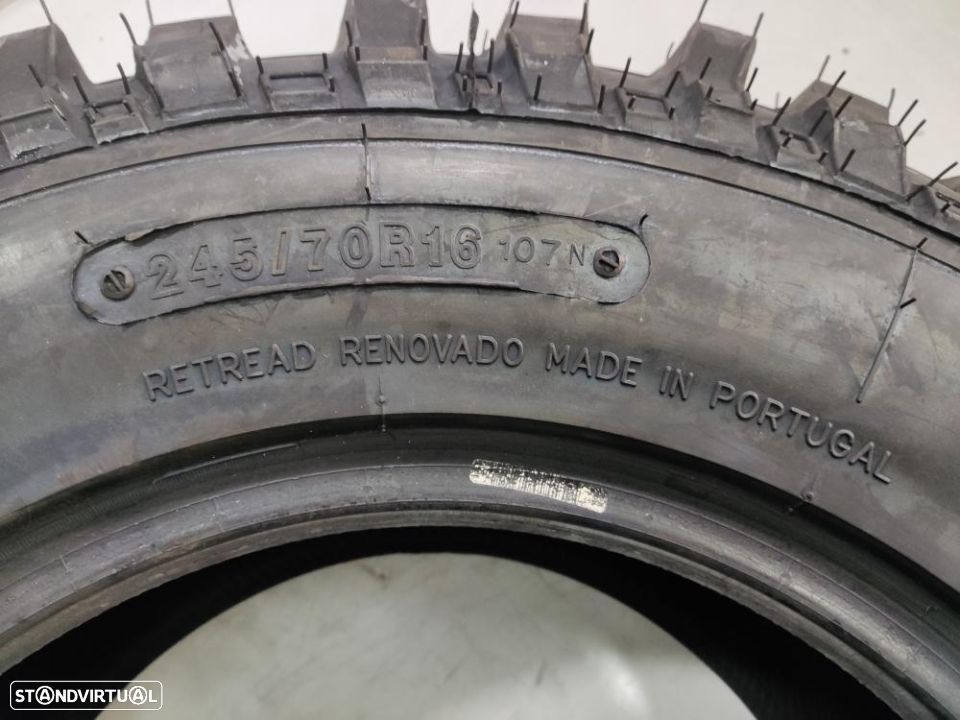 245/70R16 107N
RETREAD RENOVADO MADE IN PORTUGAL
STANDVIRTUAL